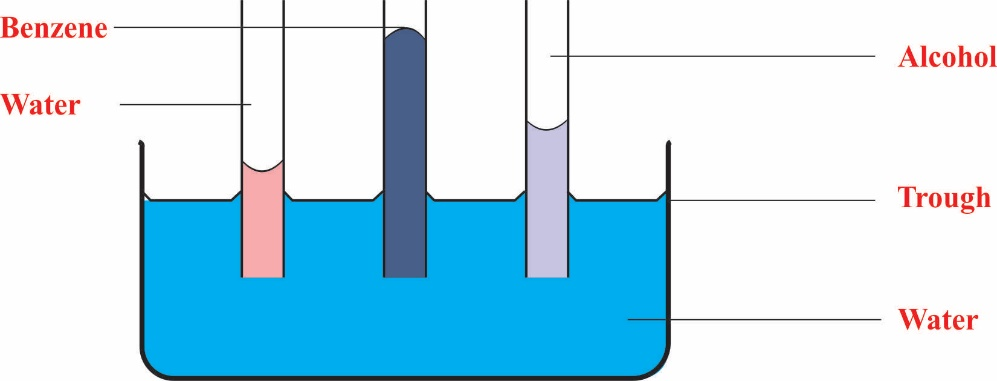 Benzene
Alcohol
Water
Trough
Water